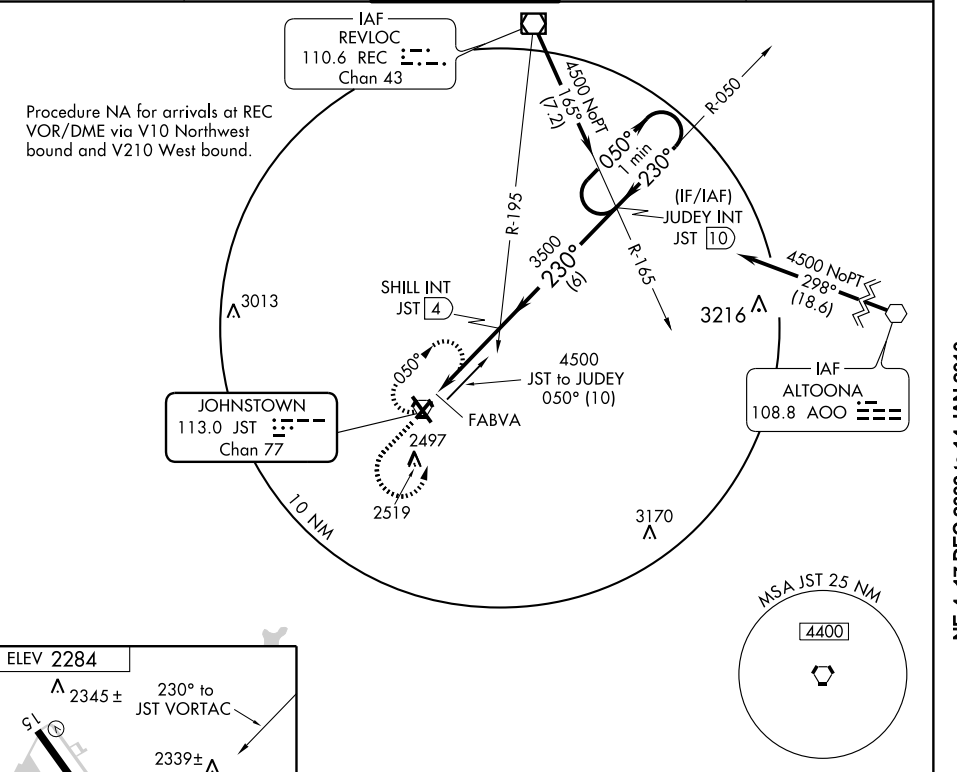 IAF
REVLOC
110.6 REC
Chan 43
Procedure NA for arrivals at REC
VOR/DME via V10 Northwest
bound and V210 West bound.
4500 NoPT
165°
(7.2)
R-050
050°
1 min
230°
R-195
(IF/IAF)
JUDEY INT
JST 10
R-165
3500
230°
(6)
4500 NoPT
298°
(18.6)
SHILL INT
JST 4
3013
3216
050°
4500
JST to JUDEY
050° (10)
IAF
ALTOONA
108.8 AOO
JOHNSTOWN
113.0 JST
Chan 77
FABVA
2497
2519
10 NM
3170
MSA JST 25 NM
4400
ELEV 2284
2345±
230° to
JST VORTAC
15
V
2339±